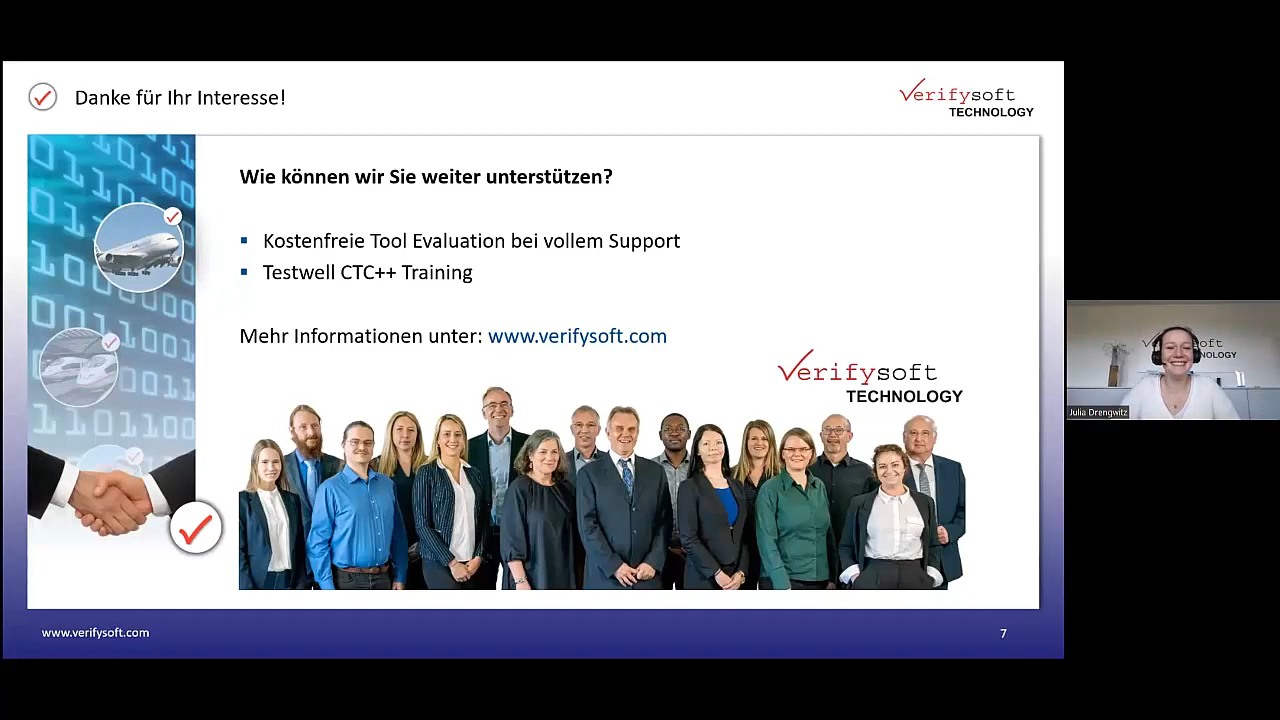 Danke für Ihr Interesse!
Verifysoft
TECHNOLOGY
Wie können wir Sie weiter unterstützen?
Kostenfreie Tool Evaluation bei vollem Support
Testwell CTC++ Training
Mehr Informationen unter: www.verifysoft.com
Verifysoft
TECHNOLOGY
Julia Drengwitz
www.verifysoft.com
7